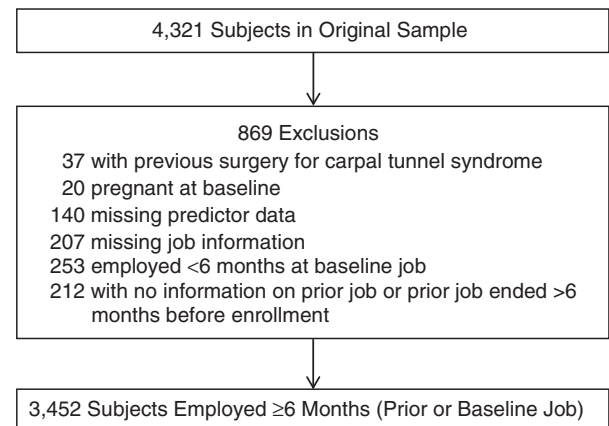 4,321 Subjects in Original Sample
869 Exclusions
37 with previous surgery for carpal tunnel syndrome
20 pregnant at baseline
140 missing predictor data
207 missing job information
253 employed <6 months at baseline job
212 with no information on prior job or prior job ended >6
months before enrollment
3,452 Subjects Employed ≥6 Months (Prior or Baseline Job)